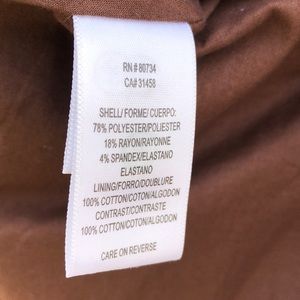 RN# 80734
CA# 31458
SHELL/ FORME/ CUERPO:
78% POLYESTER/POLIESTER
18% RAYON/RAYONNE
4% SPANDEX/ELASTANO
ELASTANO
LINING/FORRO/DOUBLURE
100% COTTON/COTON/ALGODON
CONTRAST/CONTRASTE
100% COTTON/COTON/ALGODON
CARE ON REVERSE